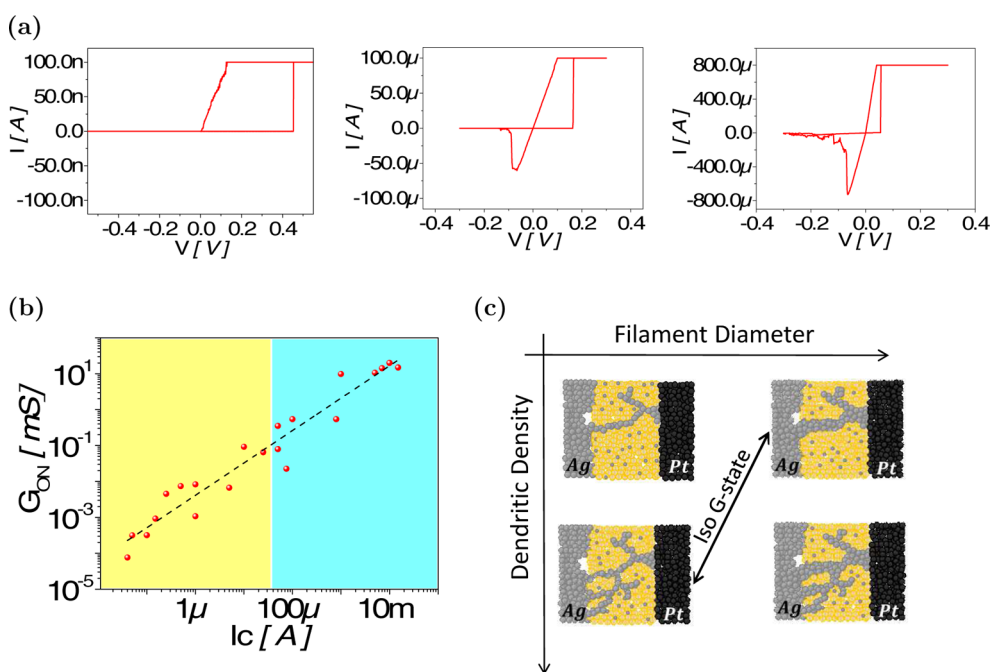 (a)
100.0n
50.0n
0.0
-50.0n
-100.0n
I [A]
-0.4 -0.2 0.0 0.2 0.4
V [V]
100.0µ
50.0µ
0.0
-50.0µ
-100.0µ
I [A]
-0.4 -0.2 0.0 0.2 0.4
V [V]
800.0µ
400.0µ
0.0
-400.0µ
-800.0µ
I [A]
-0.4 -0.2 0.0 0.2 0.4
V [V]
(b)
10¹
10⁻¹
10⁻³
10⁻⁵
G_ON [mS]
1µ 100µ 10m
Ic [A]
(c)
Filament Diameter
Dendritic Density
Ag Pt
Ag Pt
Iso G-state
Ag Pt
Ag Pt